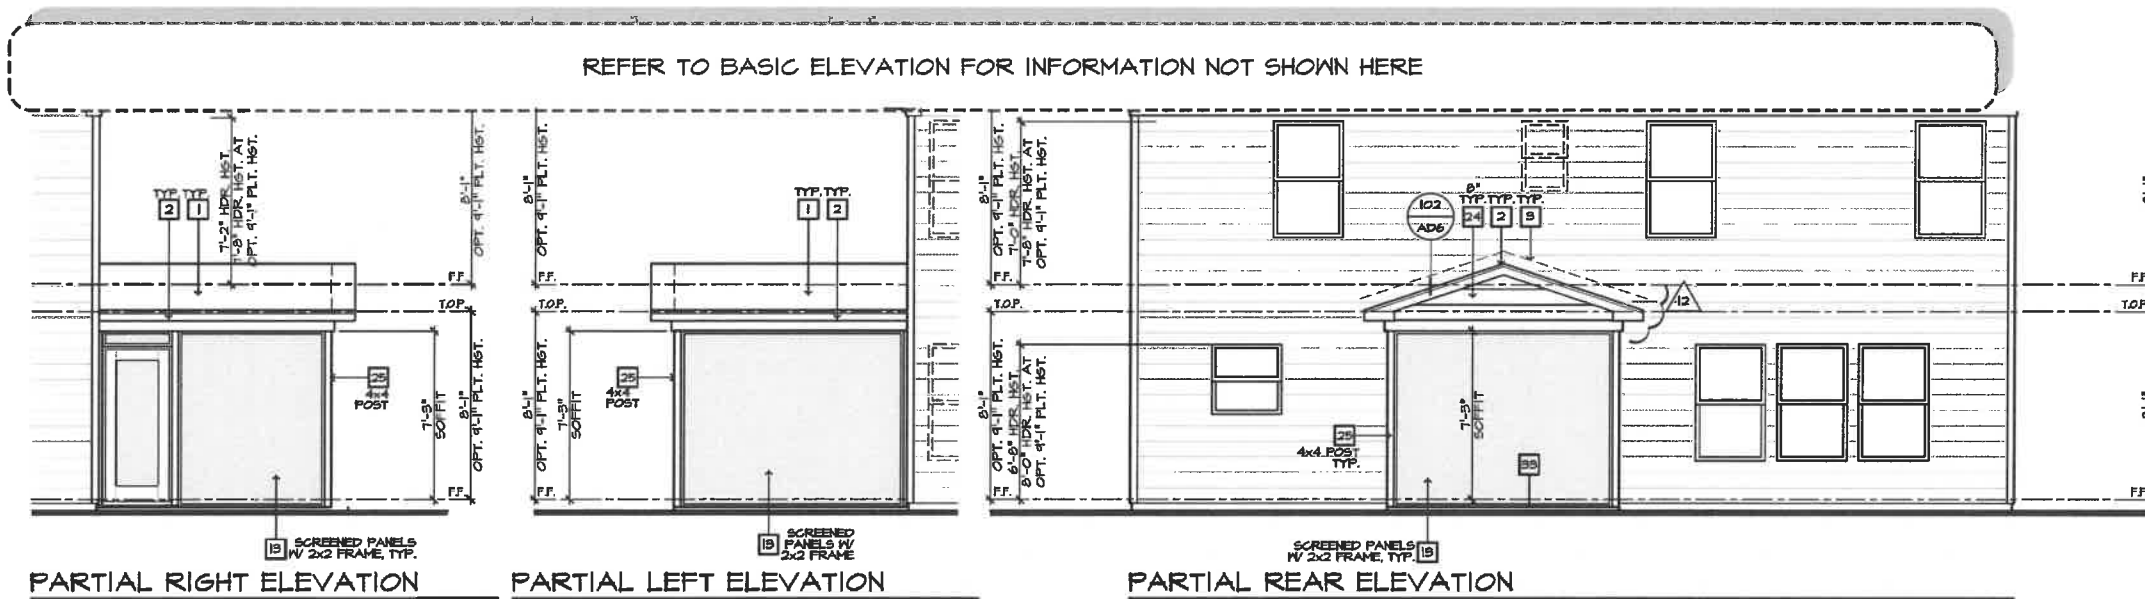 REFER TO BASIC ELEVATION FOR INFORMATION NOT SHOWN HERE
TYP. TYP.
2 1
7'-2" HDR. HGT.
7'-8" HDR. HGT. AT
OPT. 9'-1" PLT. HGT.
8'-1"
OPT. 9'-1" PLT. HGT.
F.F.
T.O.P.
25
4x4
POST
7'-3"
SOFFIT
8'-1"
OPT. 9'-1" PLT. HGT.
F.F.
13
SCREENED PANELS
W/ 2x2 FRAME, TYP.
PARTIAL RIGHT ELEVATION
8'-1"
OPT. 9'-1" PLT. HGT.
F.F.
T.O.P.
TYP. TYP.
1 2
25
4x4
POST
8'-1"
OPT. 9'-1" PLT. HGT.
7'-3"
SOFFIT
F.F.
13
SCREENED
PANELS W/
2x2 FRAME
PARTIAL LEFT ELEVATION
8'-1"
OPT. 9'-1" PLT. HGT.
7'-0" HDR. HGT.
7'-8" HDR. HGT. AT
OPT. 9'-1" PLT. HGT.
102
AD6
8"
TYP. TYP. TYP.
24 2
12
F.F.
T.O.P.
8'-1"
OPT. 9'-1" PLT. HGT.
6'-8" HDR. HGT.
8'-0" HDR. HGT. AT
OPT. 9'-1" PLT. HGT.
25
4x4 POST
TYP.
7'-3"
SOFFIT
F.F.
SCREENED PANELS
W/ 2x2 FRAME, TYP.
13
PARTIAL REAR ELEVATION